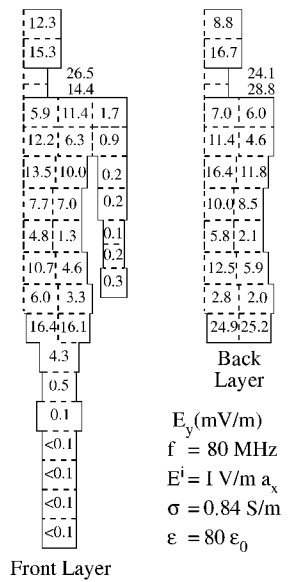 12.3
15.3
26.5
14.4
5.9 11.4 1.7
12.2 6.3 0.9
13.5 10.0 0.2
7.7 7.0 0.2
4.8 1.3 0.1
0.2
10.7 4.6 0.3
6.0 3.3
16.4 16.1
4.3
0.5
0.1
<0.1
<0.1
<0.1
<0.1
Front Layer
8.8
16.7
24.1
28.8
7.0 6.0
11.4 4.6
16.4 11.8
10.0 8.5
5.8 2.1
12.5 5.9
2.8 2.0
24.9 25.2
Back
Layer
E_y(mV/m)
f = 80 MHz
E^i = I V/m a_x
σ = 0.84 S/m
ε = 80 ε_0